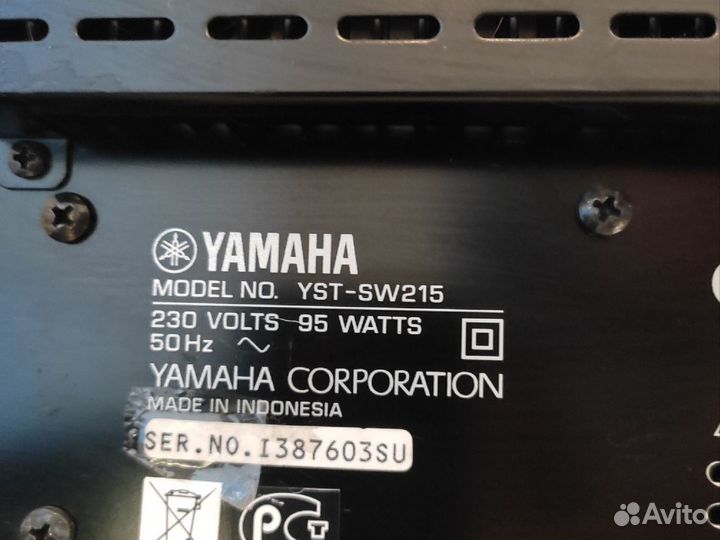 YAMAHA
MODEL NO. YST-SW215
230 VOLTS 95 WATTS
50Hz ~
YAMAHA CORPORATION
MADE IN INDONESIA
SER.NO.I387603SU
Avito